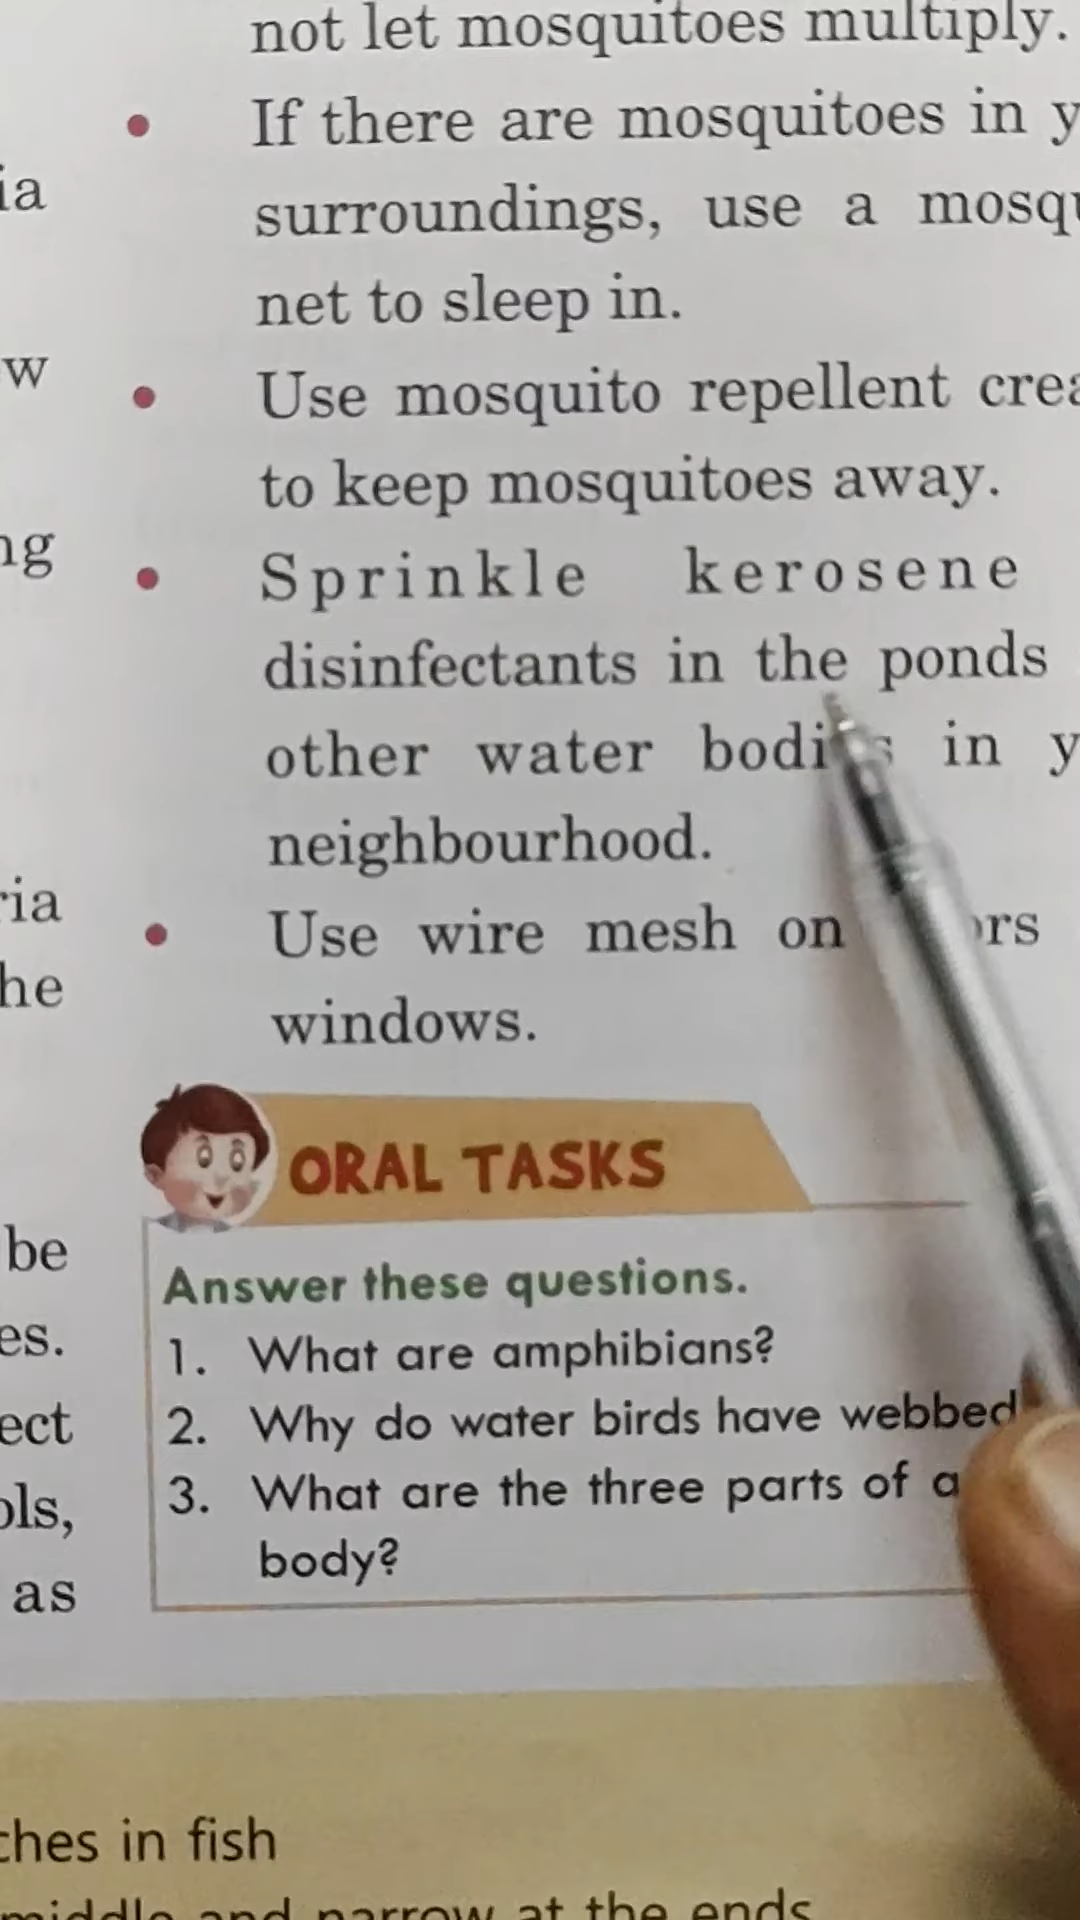 ia
w
ng
ria
he
be
es.
ect
ols,
as
not let mosquitoes multiply.
• If there are mosquitoes in y
surroundings, use a mosqu
net to sleep in.
• Use mosquito repellent crea
to keep mosquitoes away.
• Sprinkle kerosene
disinfectants in the ponds
other water bodies in y
neighbourhood.
• Use wire mesh on ors
windows.
ORAL TASKS
Answer these questions.
1. What are amphibians?
2. Why do water birds have webbed
3. What are the three parts of a
body?
ches in fish
middle and narrow at the ends